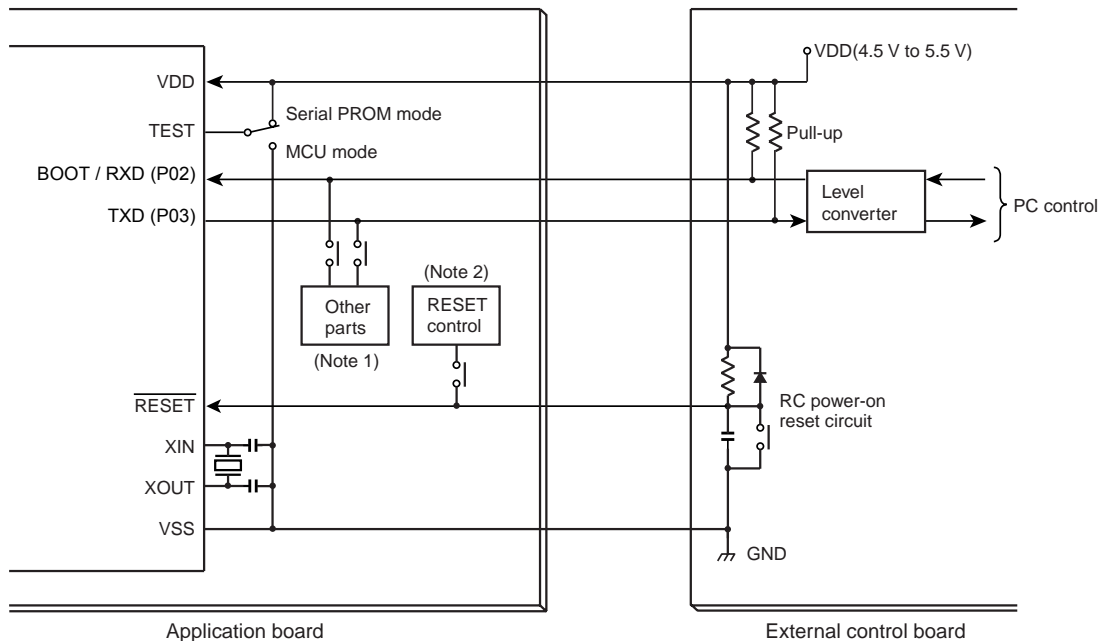 VDD
TEST
BOOT / RXD (P02)
TXD (P03)
RESET
XIN
XOUT
VSS
Serial PROM mode
MCU mode
Other
parts
(Note 1)
(Note 2)
RESET
control
Application board
VDD(4.5 V to 5.5 V)
Pull-up
Level
converter
PC control
RC power-on
reset circuit
GND
External control board